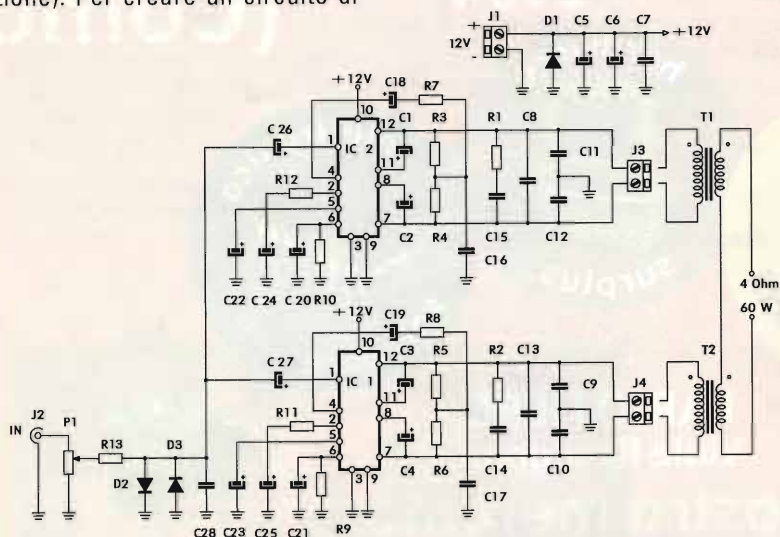 zione). Per creare un circuito di
J1
D1
C5
C6
C7
+
12V
-
+12V
+12V
C18
R7
10
12
C1
R3
R1
C8
T1
C 26
1
IC 2
11
C11
J3
4
8
R12
2
5
6
7
C2
R4
C15
C12
3
9
C16
C22
C 24
C 20
R10
surplus
4 Ohm
60 W
+12V
C19
R8
10
12
C3
R5
R2
C13
T2
C 27
1
IC 1
11
C9
J4
4
8
R11
2
5
6
7
C4
R6
C14
C10
3
9
C17
J2
IN
P1
R13
D3
D2
C28
C23
C25
C21
R9